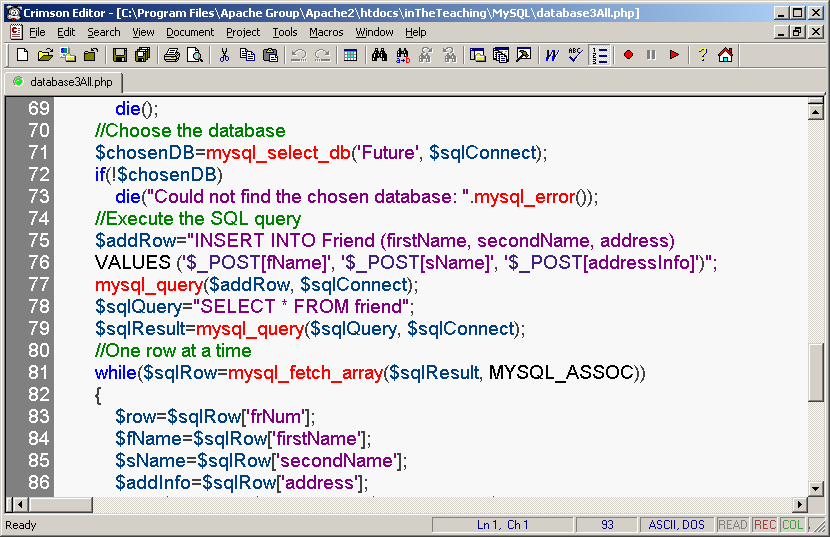 Crimson Editor - [C:\Program Files\Apache Group\Apache2\htdocs\inTheTeaching\MySQL\database3All.php]
File Edit Search View Document Project Tools Macros Window Help
database3All.php
69 die();
70 //Choose the database
71 $chosenDB=mysql_select_db('Future', $sqlConnect);
72 if(!$chosenDB)
73 die("Could not find the chosen database: ".mysql_error());
74 //Execute the SQL query
75 $addRow="INSERT INTO Friend (firstName, secondName, address)
76 VALUES ('$_POST[fName]', '$_POST[sName]', '$_POST[addressInfo]')";
77 mysql_query($addRow, $sqlConnect);
78 $sqlQuery="SELECT * FROM friend";
79 $sqlResult=mysql_query($sqlQuery, $sqlConnect);
80 //One row at a time
81 while($sqlRow=mysql_fetch_array($sqlResult, MYSQL_ASSOC))
82 {
83 $row=$sqlRow['frNum'];
84 $fName=$sqlRow['firstName'];
85 $sName=$sqlRow['secondName'];
86 $addInfo=$sqlRow['address'];
Ready Ln 1, Ch 1 93 ASCII, DOS READ REC COL